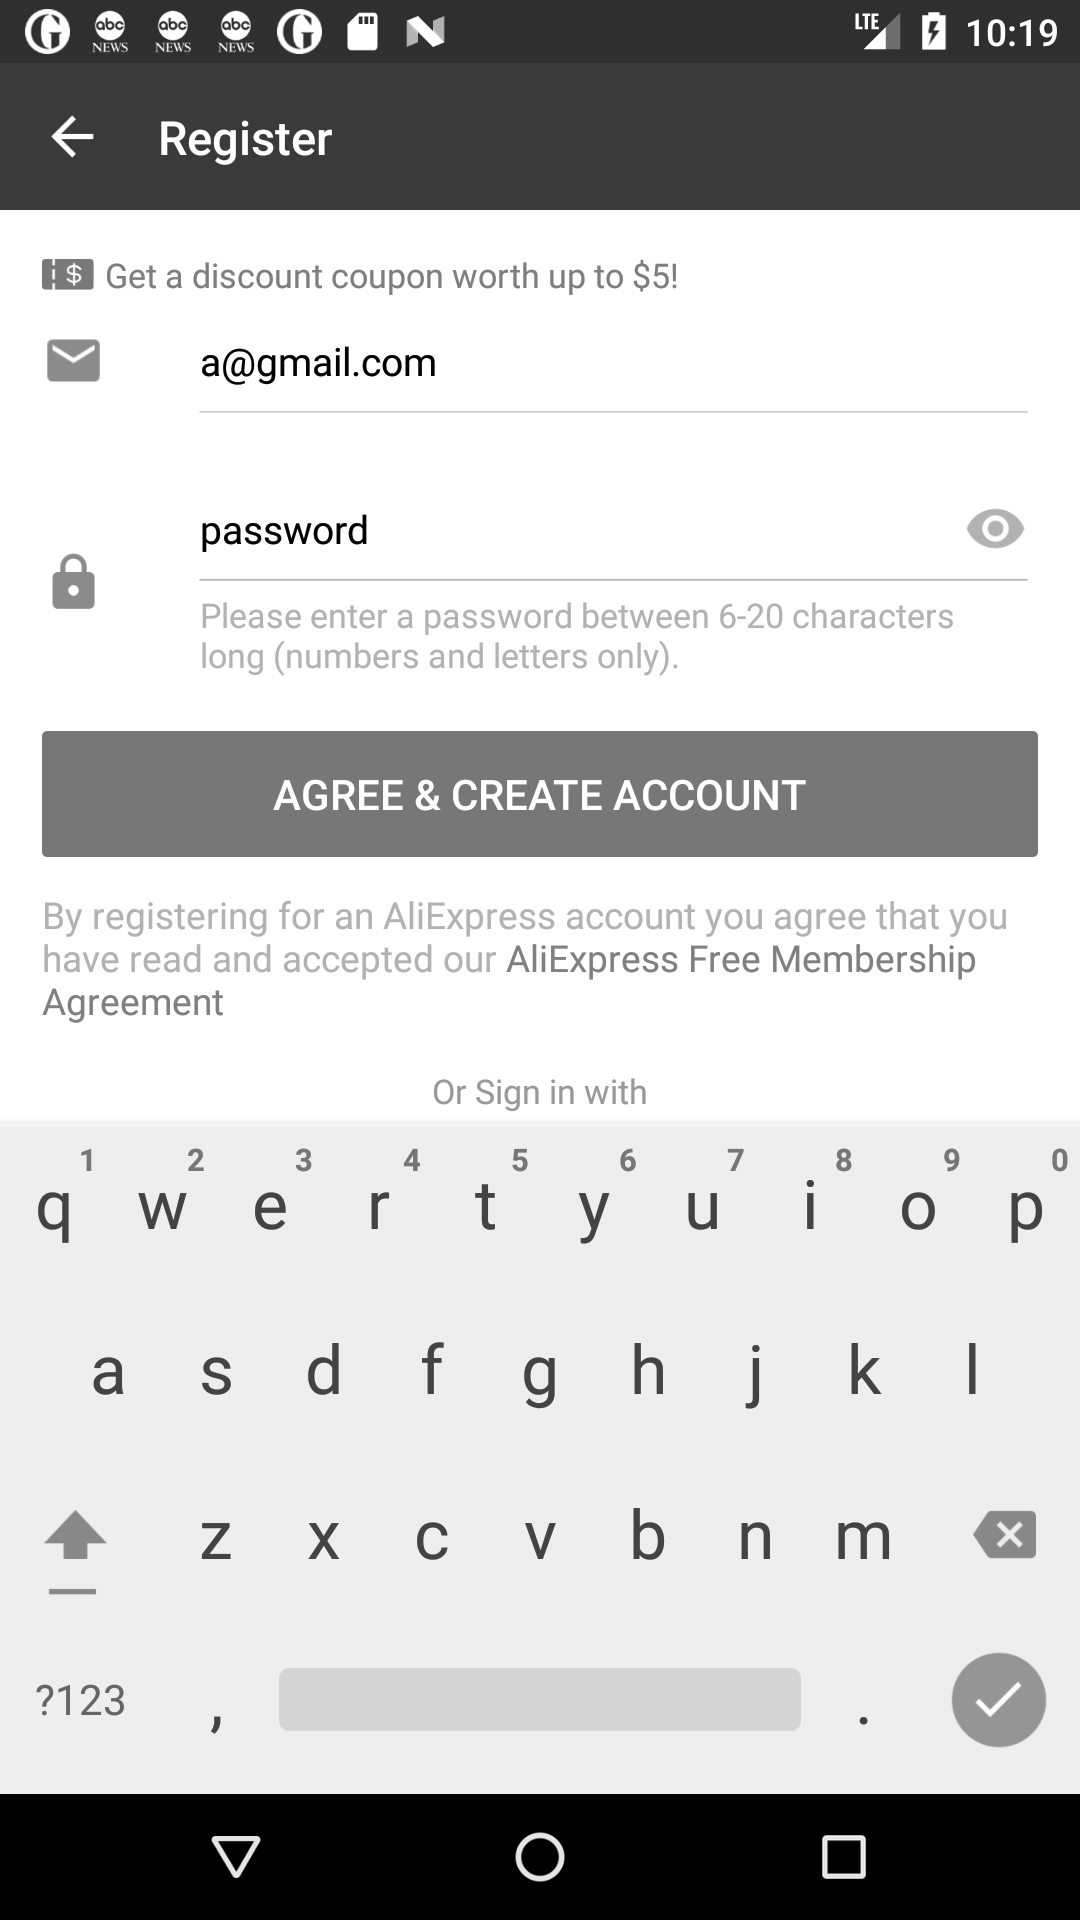 abc NEWS abc NEWS abc NEWS LTE 10:19
Register
$ Get a discount coupon worth up to $5!
a@gmail.com
password
Please enter a password between 6-20 characters
long (numbers and letters only).
AGREE & CREATE ACCOUNT
By registering for an AliExpress account you agree that you
have read and accepted our AliExpress Free Membership
Agreement
Or Sign in with
1 2 3 4 5 6 7 8 9 0
q w e r t y u i o p
a s d f g h j k l
z x c v b n m
?123 , .